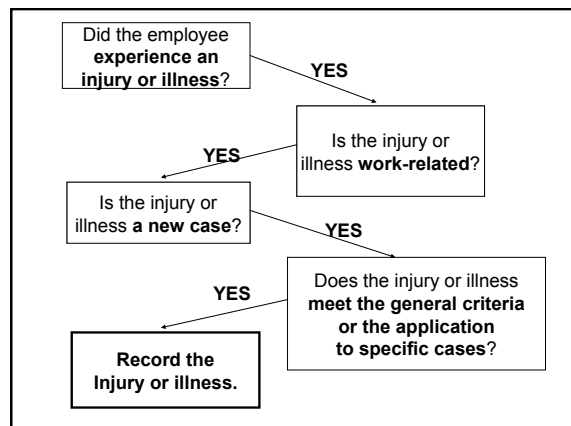 Did the employee
experience an
injury or illness?
YES
Is the injury or
illness work-related?
YES
Is the injury or
illness a new case?
YES
Does the injury or illness
meet the general criteria
or the application
to specific cases?
YES
Record the
Injury or illness.